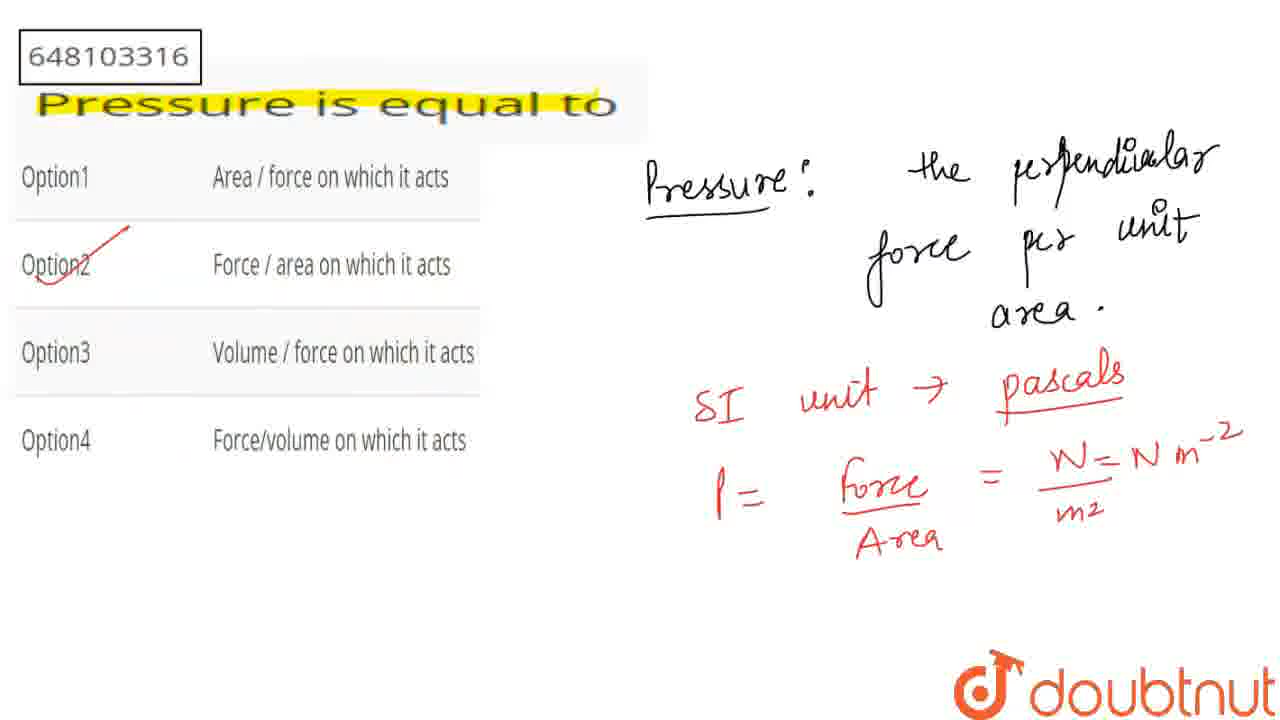 648103316
Pressure is equal to
Option1 Area / force on which it acts
Option2 Force / area on which it acts
Option3 Volume / force on which it acts
Option4 Force/volume on which it acts
Pressure: the perpendicular
force per unit
area.
SI unit → pascals
P = Force / Area = N / m² = N m⁻²
doubtnut